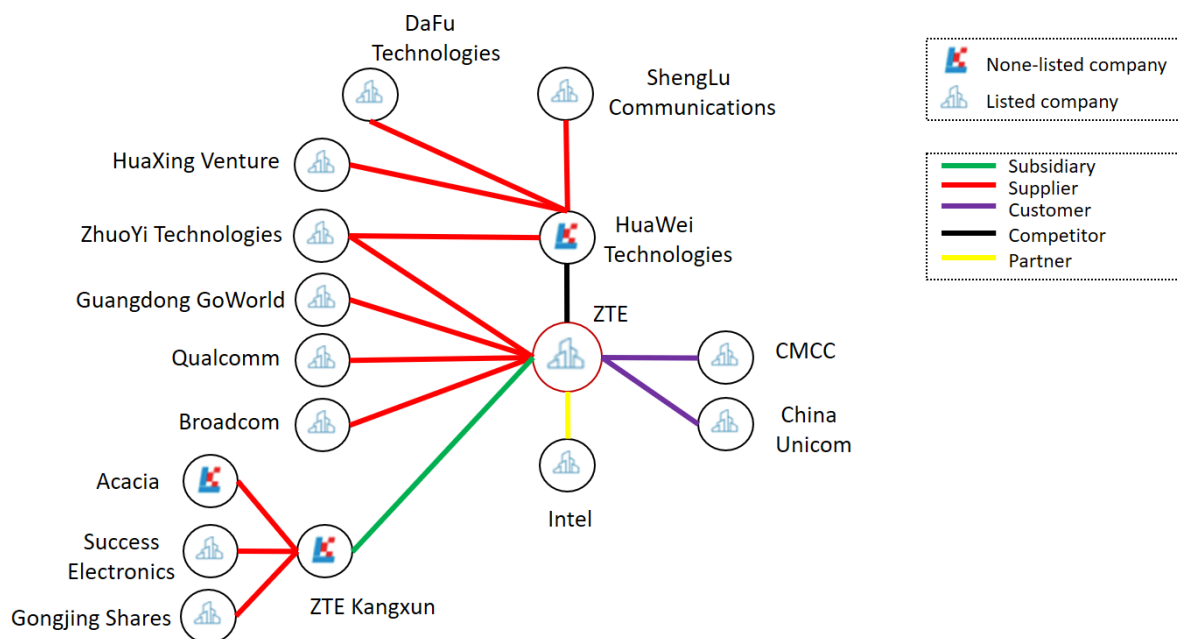 DaFu
Technologies
ShengLu
Communications
HuaXing Venture
ZhuoYi Technologies
HuaWei
Technologies
Guangdong GoWorld
ZTE
Qualcomm
CMCC
Broadcom
China
Unicom
Acacia
Intel
Success
Electronics
Gongjing Shares
ZTE Kangxun
None-listed company
Listed company
Subsidiary
Supplier
Customer
Competitor
Partner